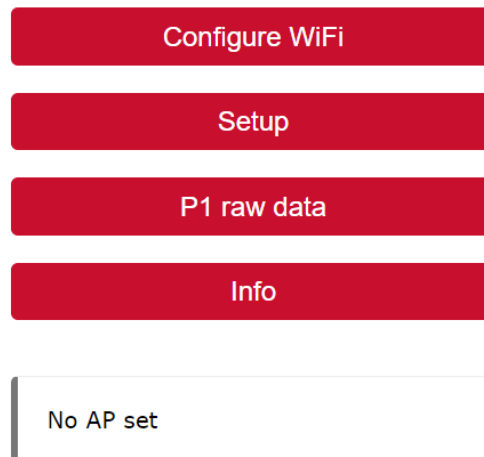 Configure WiFi
Setup
P1 raw data
Info
No AP set